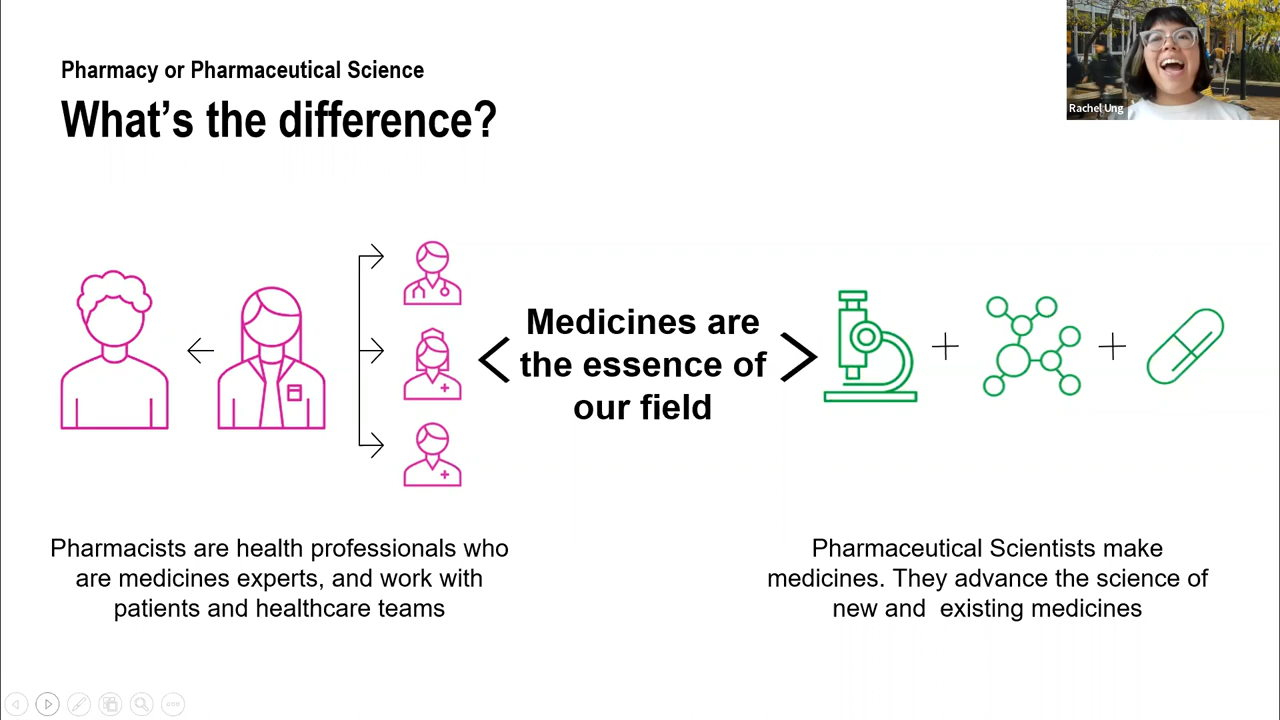 Pharmacy or Pharmaceutical Science
What’s the difference?
Rachel Ung
Medicines are
the essence of
our field
Pharmacists are health professionals who
are medicines experts, and work with
patients and healthcare teams
Pharmaceutical Scientists make
medicines. They advance the science of
new and  existing medicines